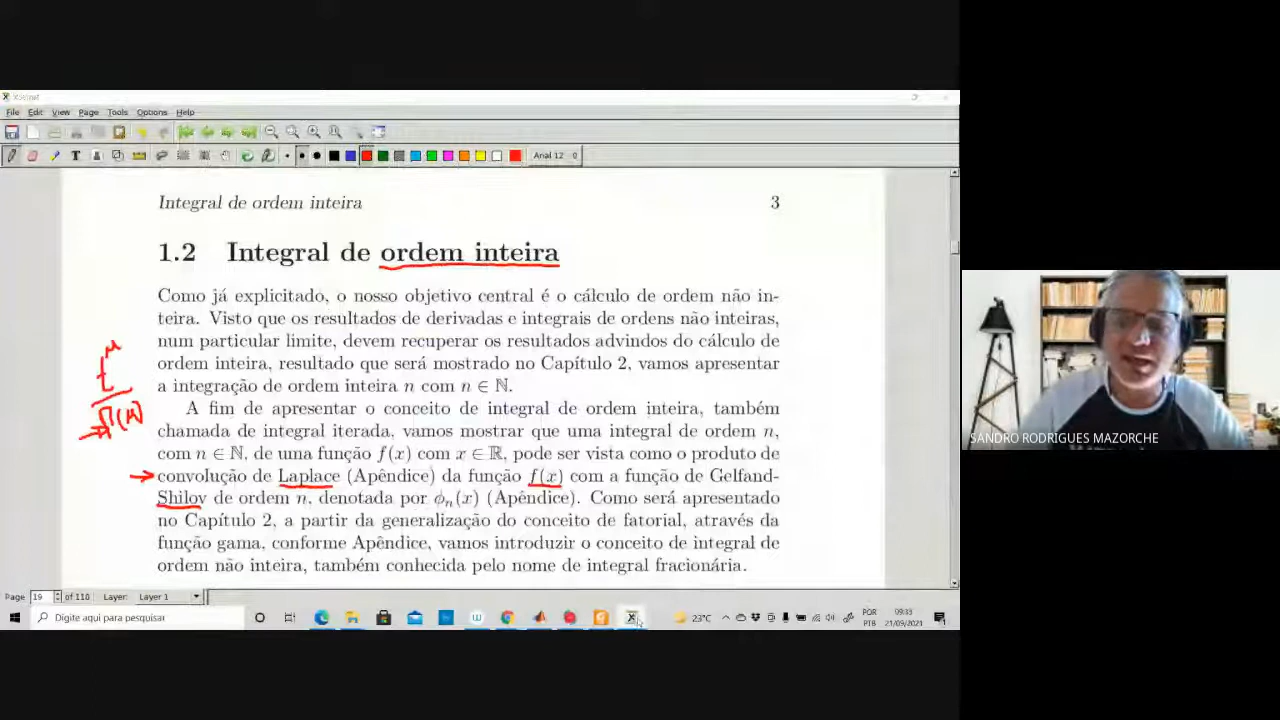 Xournal
File Edit View Page Tools Options Help
Arial 12
Integral de ordem inteira 3
1.2 Integral de ordem inteira
Como já explicitado, o nosso objetivo central é o cálculo de ordem não in-
teira. Visto que os resultados de derivadas e integrais de ordens não inteiras,
num particular limite, devem recuperar os resultados advindos do cálculo de
ordem inteira, resultado que será mostrado no Capítulo 2, vamos apresentar
a integração de ordem inteira n com n ∈ ℕ.
A fim de apresentar o conceito de integral de ordem inteira, também
chamada de integral iterada, vamos mostrar que uma integral de ordem n,
com n ∈ ℕ, de uma função f(x) com x ∈ ℝ, pode ser vista como o produto de
convolução de Laplace (Apêndice) da função f(x) com a função de Gelfand-
Shilov de ordem n, denotada por ϕn(x) (Apêndice). Como será apresentado
no Capítulo 2, a partir da generalização do conceito de fatorial, através da
função gama, conforme Apêndice, vamos introduzir o conceito de integral de
ordem não inteira, também conhecida pelo nome de integral fracionária.
SANDRO RODRIGUES MAZORCHE
Page 19 of 110 Layer: Layer 1
Digite aqui para pesquisar
23°C
POR
PTB
09:33
21/09/2021